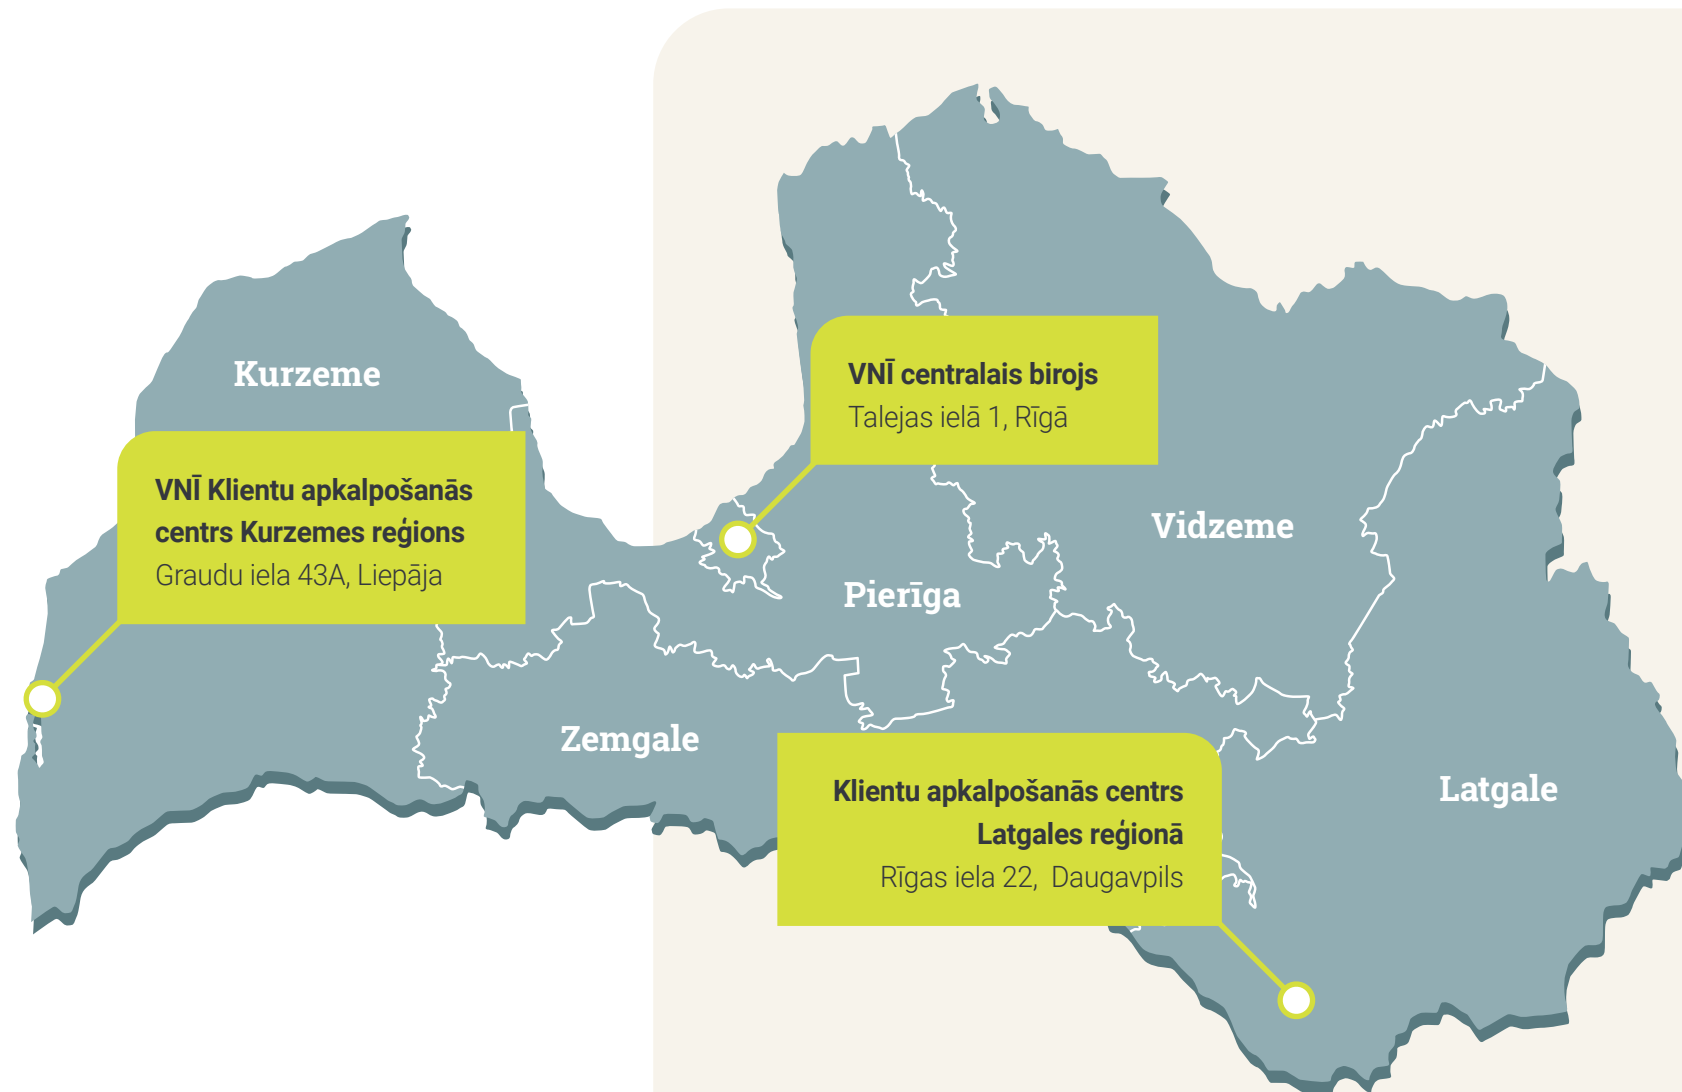 Kurzeme
VNĪ centralais birojs
Talejas ielā 1, Rīgā
VNĪ Klientu apkalpošanās
centrs Kurzemes reģions
Graudu iela 43A, Liepāja
Vidzeme
Pierīga
Zemgale
Klientu apkalpošanās centrs
Latgales reģionā
Rīgas iela 22, Daugavpils
Latgale